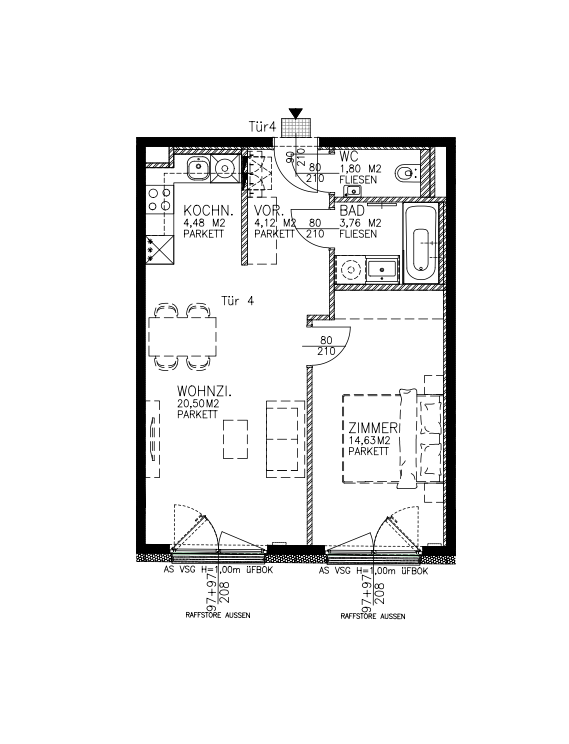 Tür4
90
210
WC
1,80 M2
FLIESEN
80
210
KOCHN.
4,48 M2
PARKETT
VOR.
4,12 M2
PARKETT
80
210
BAD
3,76 M2
FLIESEN
Tür 4
80
210
WOHNZI.
20,50M2
PARKETT
ZIMMER
14,63M2
PARKETT
AS VSG H=1,00m üFBOK
97+97
208
RAFFSTORE AUSSEN
AS VSG H=1,00m üFBOK
97+97
208
RAFFSTORE AUSSEN